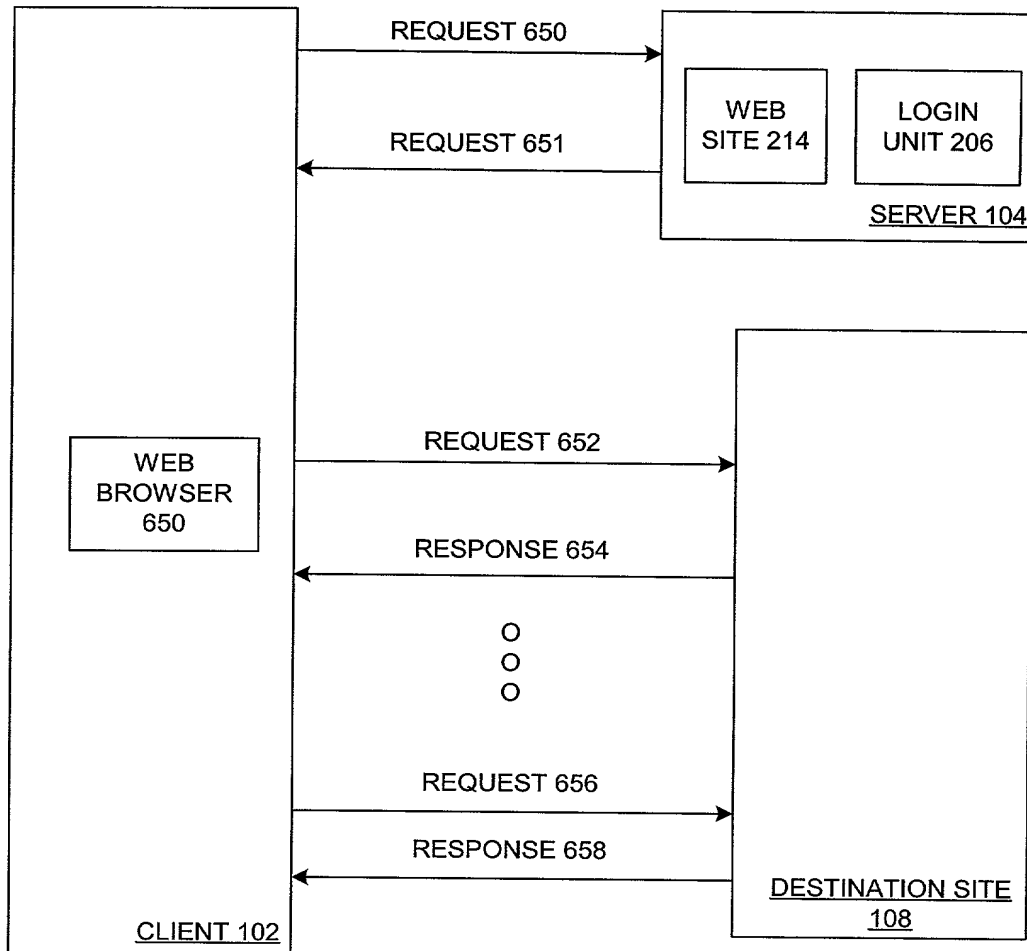 REQUEST 650
WEB
SITE 214
LOGIN
UNIT 206
REQUEST 651
SERVER 104
REQUEST 652
WEB
BROWSER
650
RESPONSE 654
O
O
O
REQUEST 656
RESPONSE 658
DESTINATION SITE
108
CLIENT 102